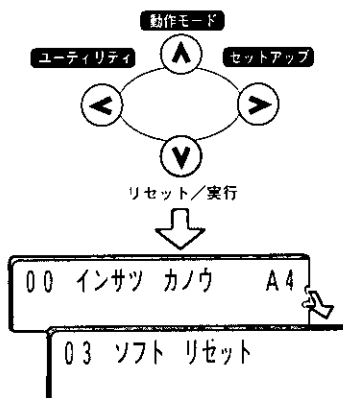 動作モード
ユーティリティ
セットアップ
リセット／実行
00 インサツ カノウ A4
03 ソフト リセット